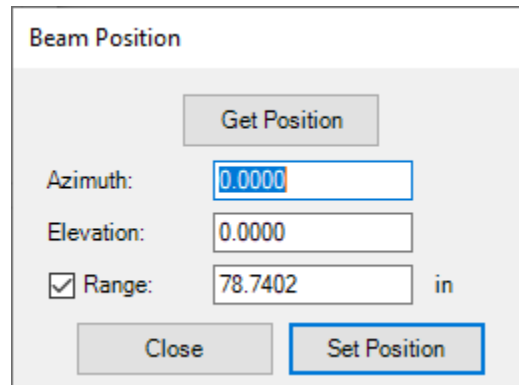 Beam Position
Get Position
Azimuth: 0.0000
Elevation: 0.0000
Range: 78.7402 in
Close Set Position